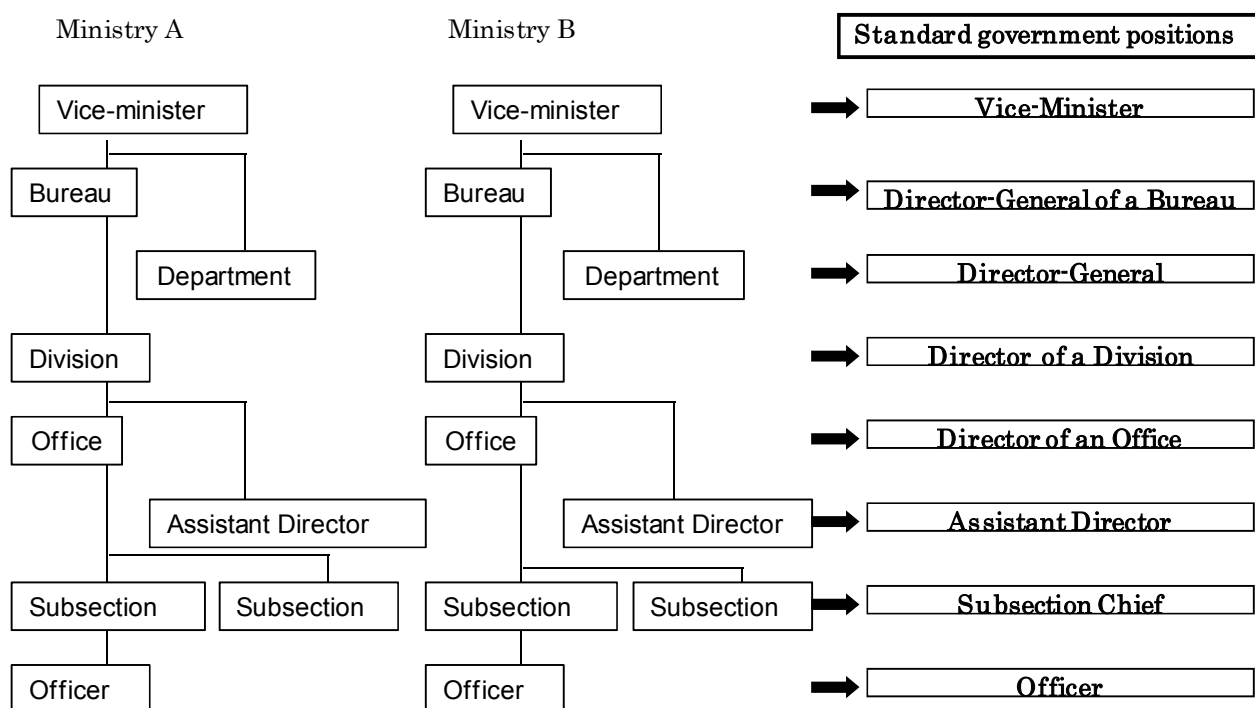 Ministry A
Ministry B
Standard government positions
Vice-minister
Vice-minister
Vice-Minister
Bureau
Bureau
Director-General of a Bureau
Department
Department
Director-General
Division
Division
Director of a Division
Office
Office
Director of an Office
Assistant Director
Assistant Director
Assistant Director
Subsection
Subsection
Subsection
Subsection
Subsection Chief
Officer
Officer
Officer